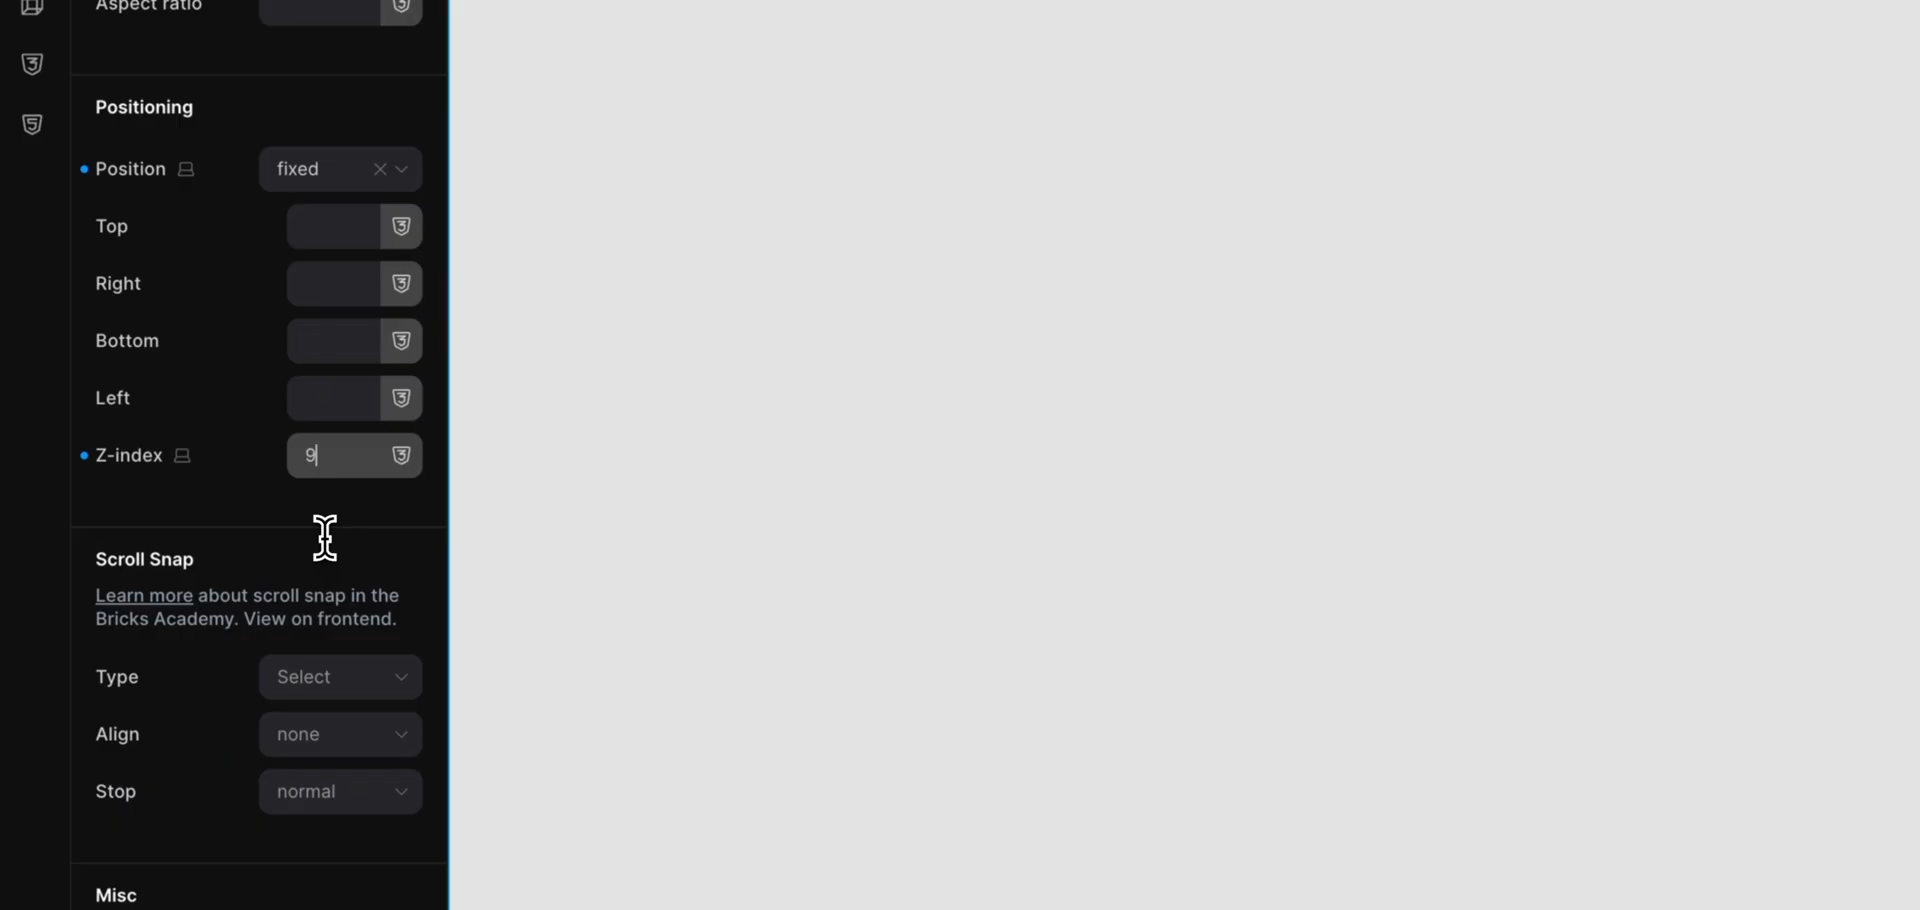 Aspect ratio
Positioning
Position fixed
Top
Right
Bottom
Left
Z-index 9
Scroll Snap
Learn more about scroll snap in the
Bricks Academy. View on frontend.
Type Select
Align none
Stop normal
Misc